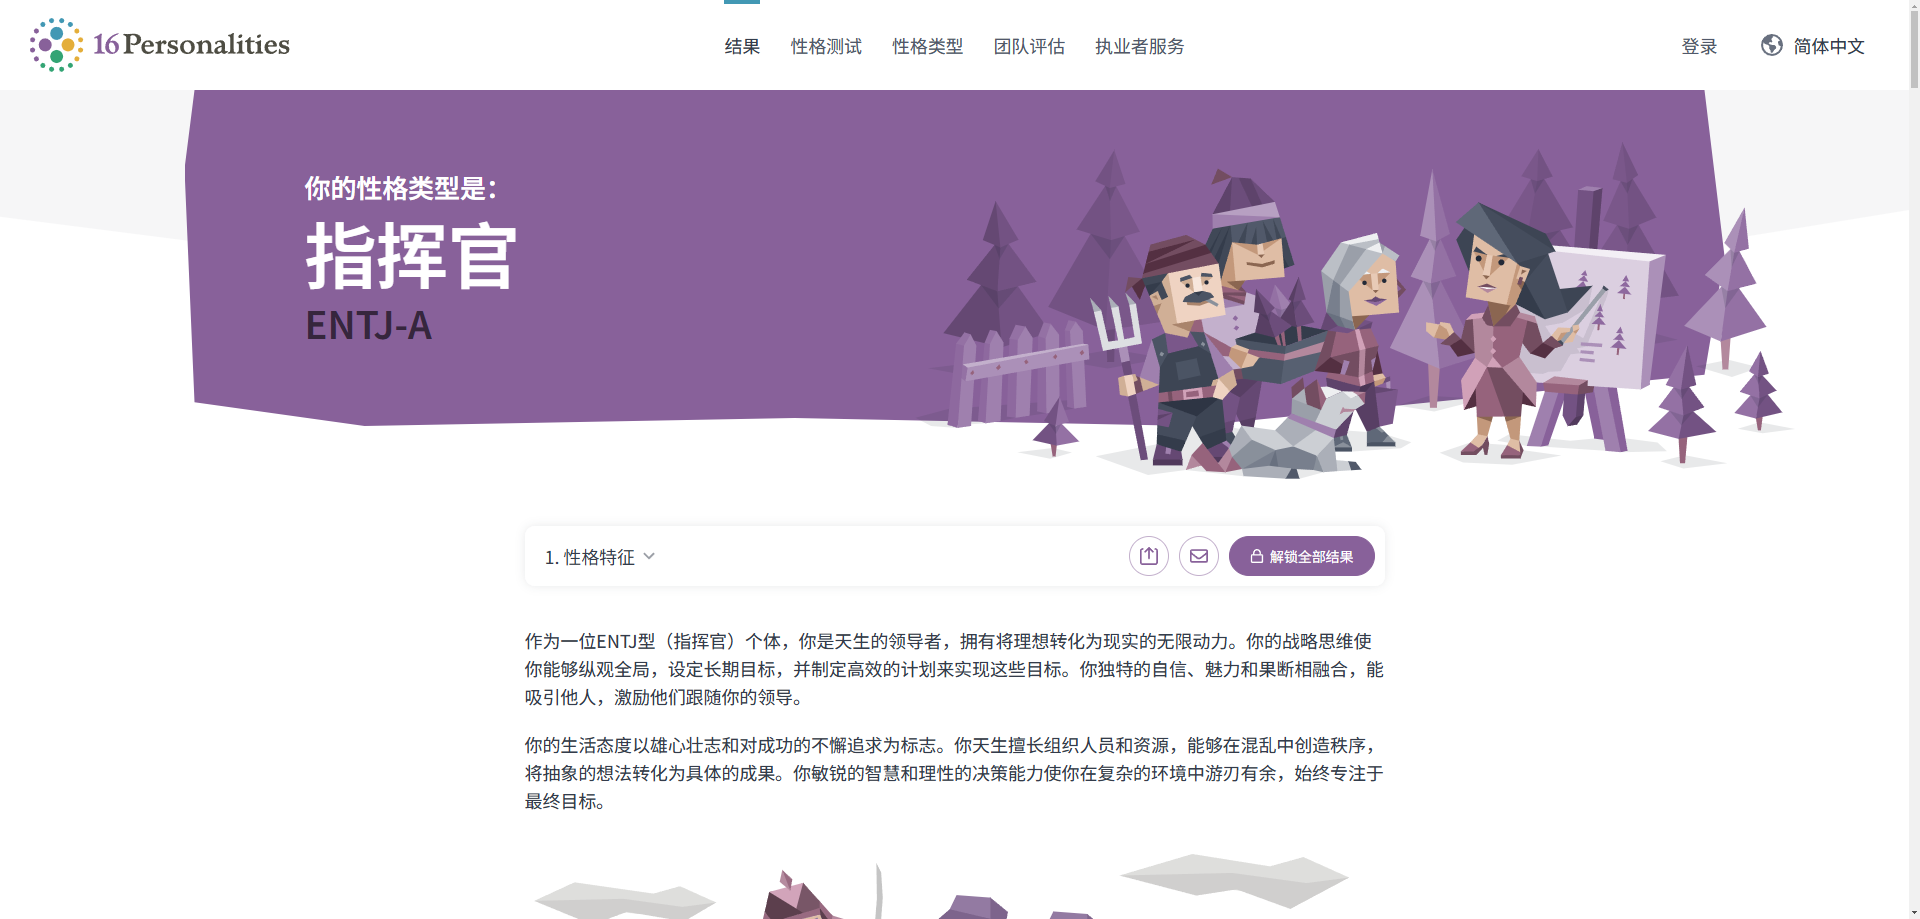 16Personalities
结果 性格测试 性格类型 团队评估 执业者服务
登录 简体中文
你的性格类型是：
指挥官
ENTJ-A
1. 性格特征
解锁全部结果
作为一位ENTJ型（指挥官）个体，你是天生的领导者，拥有将理想转化为现实的无限动力。你的战略思维使
你能够纵观全局，设定长期目标，并制定高效的计划来实现这些目标。你独特的自信、魅力和果断相融合，能
吸引他人，激励他们跟随你的领导。
你的生活态度以雄心壮志和对成功的不懈追求为标志。你天生擅长组织人员和资源，能够在混乱中创造秩序，
将抽象的想法转化为具体的成果。你敏锐的智慧和理性的决策能力使你在复杂的环境中游刃有余，始终专注于
最终目标。